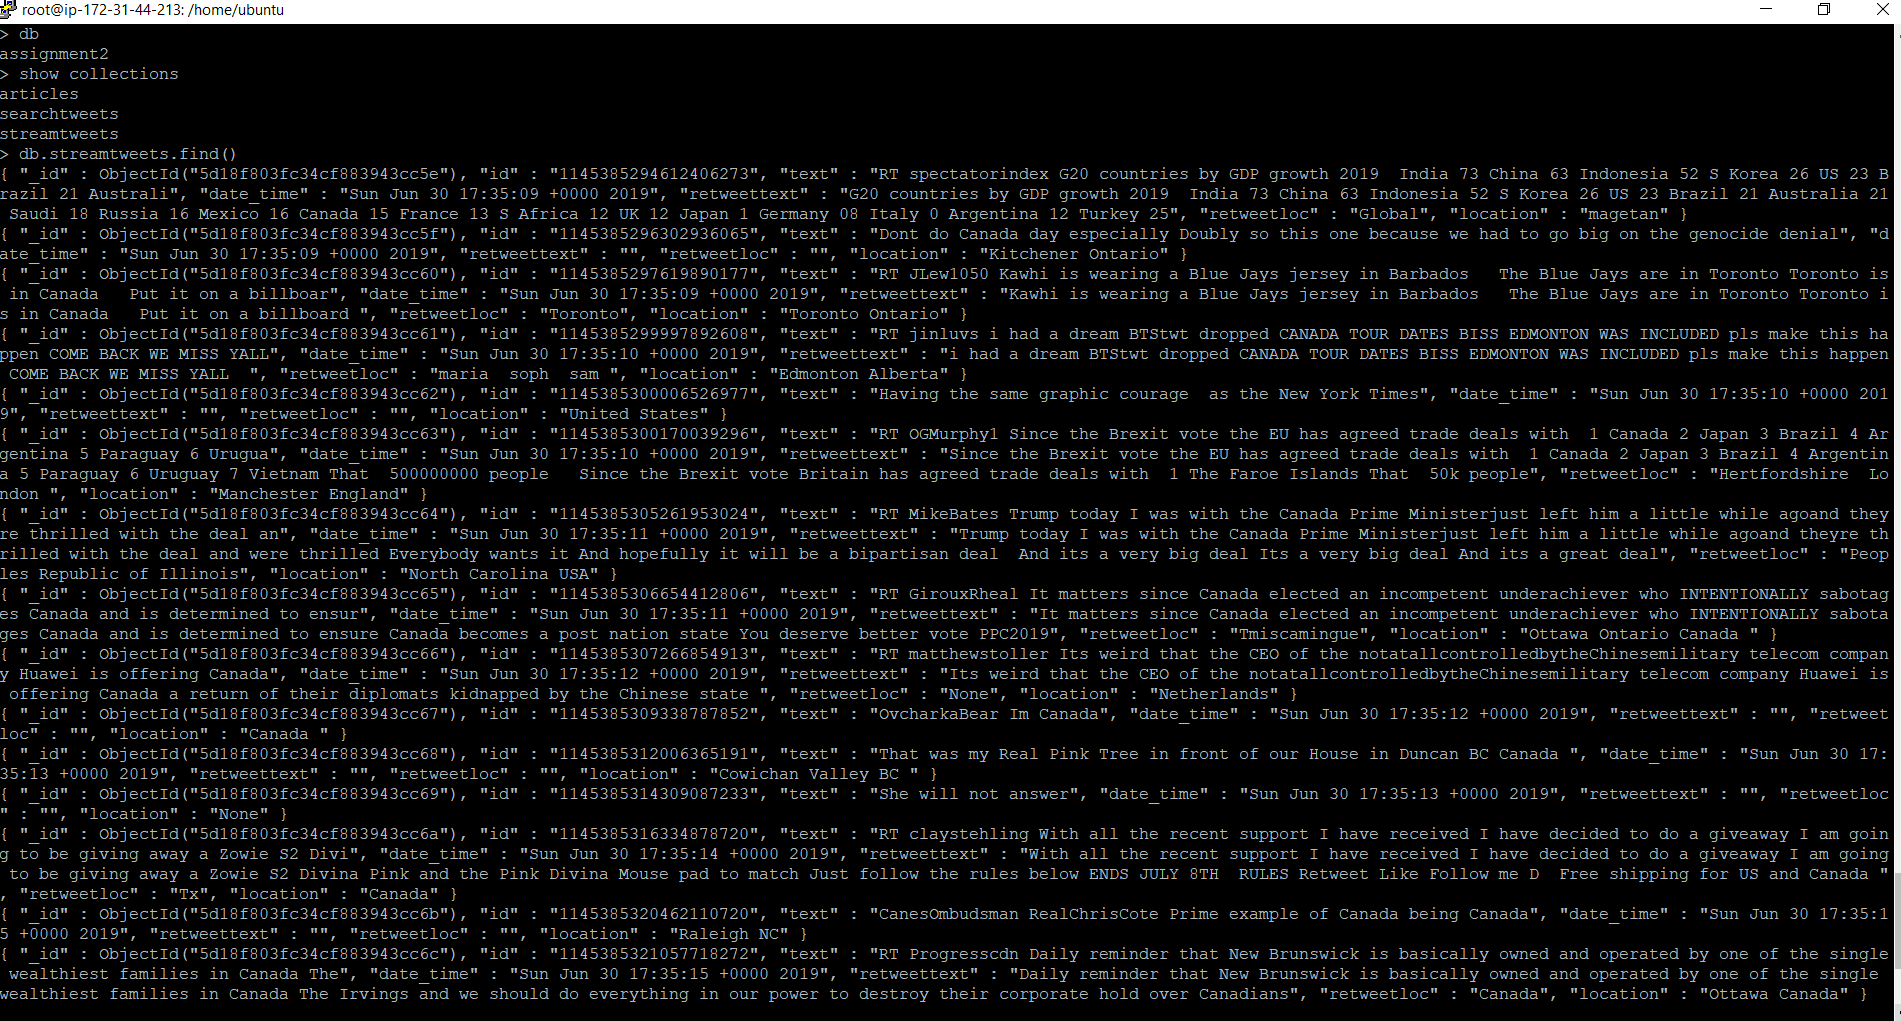 root@ip-172-31-44-213: /home/ubuntu
> db
assignment2
> show collections
articles
searchtweets
streamtweets
> db.streamtweets.find()
{ "_id" : ObjectId("5d18f803fc34cf883943cc5e"), "id" : "1145385294612406273", "text" : "RT spectatorindex G20 countries by GDP growth 2019  India 73 China 63 Indonesia 52 S Korea 26 US 23 B
razil 21 Australi", "date_time" : "Sun Jun 30 17:35:09 +0000 2019", "retweettext" : "G20 countries by GDP growth 2019  India 73 China 63 Indonesia 52 S Korea 26 US 23 Brazil 21 Australia 21
 Saudi 18 Russia 16 Mexico 16 Canada 15 France 13 S Africa 12 UK 12 Japan 1 Germany 08 Italy 0 Argentina 12 Turkey 25", "retweetloc" : "Global", "location" : "magetan" }
{ "_id" : ObjectId("5d18f803fc34cf883943cc5f"), "id" : "1145385296302936065", "text" : "Dont do Canada day especially Doubly so this one because we had to go big on the genocide denial", "d
ate_time" : "Sun Jun 30 17:35:09 +0000 2019", "retweettext" : "", "retweetloc" : "", "location" : "Kitchener Ontario" }
{ "_id" : ObjectId("5d18f803fc34cf883943cc60"), "id" : "1145385297619890177", "text" : "RT JLew1050 Kawhi is wearing a Blue Jays jersey in Barbados   The Blue Jays are in Toronto Toronto is
 in Canada   Put it on a billboar", "date_time" : "Sun Jun 30 17:35:09 +0000 2019", "retweettext" : "Kawhi is wearing a Blue Jays jersey in Barbados   The Blue Jays are in Toronto Toronto i
s in Canada   Put it on a billboard ", "retweetloc" : "Toronto", "location" : "Toronto Ontario" }
{ "_id" : ObjectId("5d18f803fc34cf883943cc61"), "id" : "1145385299997892608", "text" : "RT jinluvs i had a dream BTStwt dropped CANADA TOUR DATES BISS EDMONTON WAS INCLUDED pls make this ha
ppen COME BACK WE MISS YALL", "date_time" : "Sun Jun 30 17:35:10 +0000 2019", "retweettext" : "i had a dream BTStwt dropped CANADA TOUR DATES BISS EDMONTON WAS INCLUDED pls make this happen
 COME BACK WE MISS YALL  ", "retweetloc" : "maria  soph  sam ", "location" : "Edmonton Alberta" }
{ "_id" : ObjectId("5d18f803fc34cf883943cc62"), "id" : "1145385300006526977", "text" : "Having the same graphic courage  as the New York Times", "date_time" : "Sun Jun 30 17:35:10 +0000 201
9", "retweettext" : "", "retweetloc" : "", "location" : "United States" }
{ "_id" : ObjectId("5d18f803fc34cf883943cc63"), "id" : "1145385300170039296", "text" : "RT OGMurphy1 Since the Brexit vote the EU has agreed trade deals with  1 Canada 2 Japan 3 Brazil 4 Ar
gentina 5 Paraguay 6 Urugua", "date_time" : "Sun Jun 30 17:35:10 +0000 2019", "retweettext" : "Since the Brexit vote the EU has agreed trade deals with  1 Canada 2 Japan 3 Brazil 4 Argentin
a 5 Paraguay 6 Uruguay 7 Vietnam That  500000000 people   Since the Brexit vote Britain has agreed trade deals with  1 The Faroe Islands That  50k people", "retweetloc" : "Hertfordshire  Lo
ndon ", "location" : "Manchester England" }
{ "_id" : ObjectId("5d18f803fc34cf883943cc64"), "id" : "1145385305261953024", "text" : "RT MikeBates Trump today I was with the Canada Prime Ministerjust left him a little while agoand they
re thrilled with the deal an", "date_time" : "Sun Jun 30 17:35:11 +0000 2019", "retweettext" : "Trump today I was with the Canada Prime Ministerjust left him a little while agoand theyre th
rilled with the deal and were thrilled Everybody wants it And hopefully it will be a bipartisan deal  And its a very big deal Its a very big deal And its a great deal", "retweetloc" : "Peop
les Republic of Illinois", "location" : "North Carolina USA" }
{ "_id" : ObjectId("5d18f803fc34cf883943cc65"), "id" : "1145385306654412806", "text" : "RT GirouxRheal It matters since Canada elected an incompetent underachiever who INTENTIONALLY sabotag
es Canada and is determined to ensur", "date_time" : "Sun Jun 30 17:35:11 +0000 2019", "retweettext" : "It matters since Canada elected an incompetent underachiever who INTENTIONALLY sabota
ges Canada and is determined to ensure Canada becomes a post nation state You deserve better vote PPC2019", "retweetloc" : "Tmiscamingue", "location" : "Ottawa Ontario Canada " }
{ "_id" : ObjectId("5d18f803fc34cf883943cc66"), "id" : "1145385307266854913", "text" : "RT matthewstoller Its weird that the CEO of the notatallcontrolledbytheChinesemilitary telecom compan
y Huawei is offering Canada", "date_time" : "Sun Jun 30 17:35:12 +0000 2019", "retweettext" : "Its weird that the CEO of the notatallcontrolledbytheChinesemilitary telecom company Huawei is
 offering Canada a return of their diplomats kidnapped by the Chinese state ", "retweetloc" : "None", "location" : "Netherlands" }
{ "_id" : ObjectId("5d18f803fc34cf883943cc67"), "id" : "1145385309338787852", "text" : "OvcharkaBear Im Canada", "date_time" : "Sun Jun 30 17:35:12 +0000 2019", "retweettext" : "", "retweet
loc" : "", "location" : "Canada " }
{ "_id" : ObjectId("5d18f803fc34cf883943cc68"), "id" : "1145385312006365191", "text" : "That was my Real Pink Tree in front of our House in Duncan BC Canada ", "date_time" : "Sun Jun 30 17:
35:13 +0000 2019", "retweettext" : "", "retweetloc" : "", "location" : "Cowichan Valley BC " }
{ "_id" : ObjectId("5d18f803fc34cf883943cc69"), "id" : "1145385314309087233", "text" : "She will not answer", "date_time" : "Sun Jun 30 17:35:13 +0000 2019", "retweettext" : "", "retweetloc
" : "", "location" : "None" }
{ "_id" : ObjectId("5d18f803fc34cf883943cc6a"), "id" : "1145385316334878720", "text" : "RT claystehling With all the recent support I have received I have decided to do a giveaway I am goin
g to be giving away a Zowie S2 Divi", "date_time" : "Sun Jun 30 17:35:14 +0000 2019", "retweettext" : "With all the recent support I have received I have decided to do a giveaway I am going
 to be giving away a Zowie S2 Divina Pink and the Pink Divina Mouse pad to match Just follow the rules below ENDS JULY 8TH  RULES Retweet Like Follow me D  Free shipping for US and Canada "
, "retweetloc" : "Tx", "location" : "Canada" }
{ "_id" : ObjectId("5d18f803fc34cf883943cc6b"), "id" : "1145385320462110720", "text" : "CanesOmbudsman RealChrisCote Prime example of Canada being Canada", "date_time" : "Sun Jun 30 17:35:1
5 +0000 2019", "retweettext" : "", "retweetloc" : "", "location" : "Raleigh NC" }
{ "_id" : ObjectId("5d18f803fc34cf883943cc6c"), "id" : "1145385321057718272", "text" : "RT Progresscdn Daily reminder that New Brunswick is basically owned and operated by one of the single
 wealthiest families in Canada The", "date_time" : "Sun Jun 30 17:35:15 +0000 2019", "retweettext" : "Daily reminder that New Brunswick is basically owned and operated by one of the single
wealthiest families in Canada The Irvings and we should do everything in our power to destroy their corporate hold over Canadians", "retweetloc" : "Canada", "location" : "Ottawa Canada" }